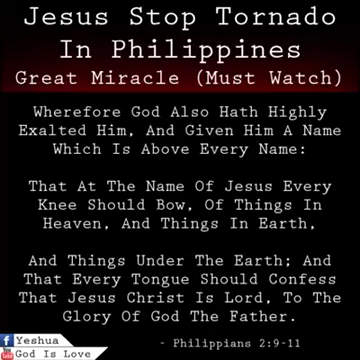 Jesus Stop Tornado
In Philippines
Great Miracle (Must Watch)
Wherefore God Also Hath Highly
Exalted Him, And Given Him A Name
Which Is Above Every Name:
That At The Name Of Jesus Every
Knee Should Bow, Of Things In
Heaven, And Things In Earth,
And Things Under The Earth; And
That Every Tongue Should Confess
That Jesus Christ Is Lord, To The
Glory Of God The Father.
- Philippians 2:9-11
f Yeshua
God Is Love